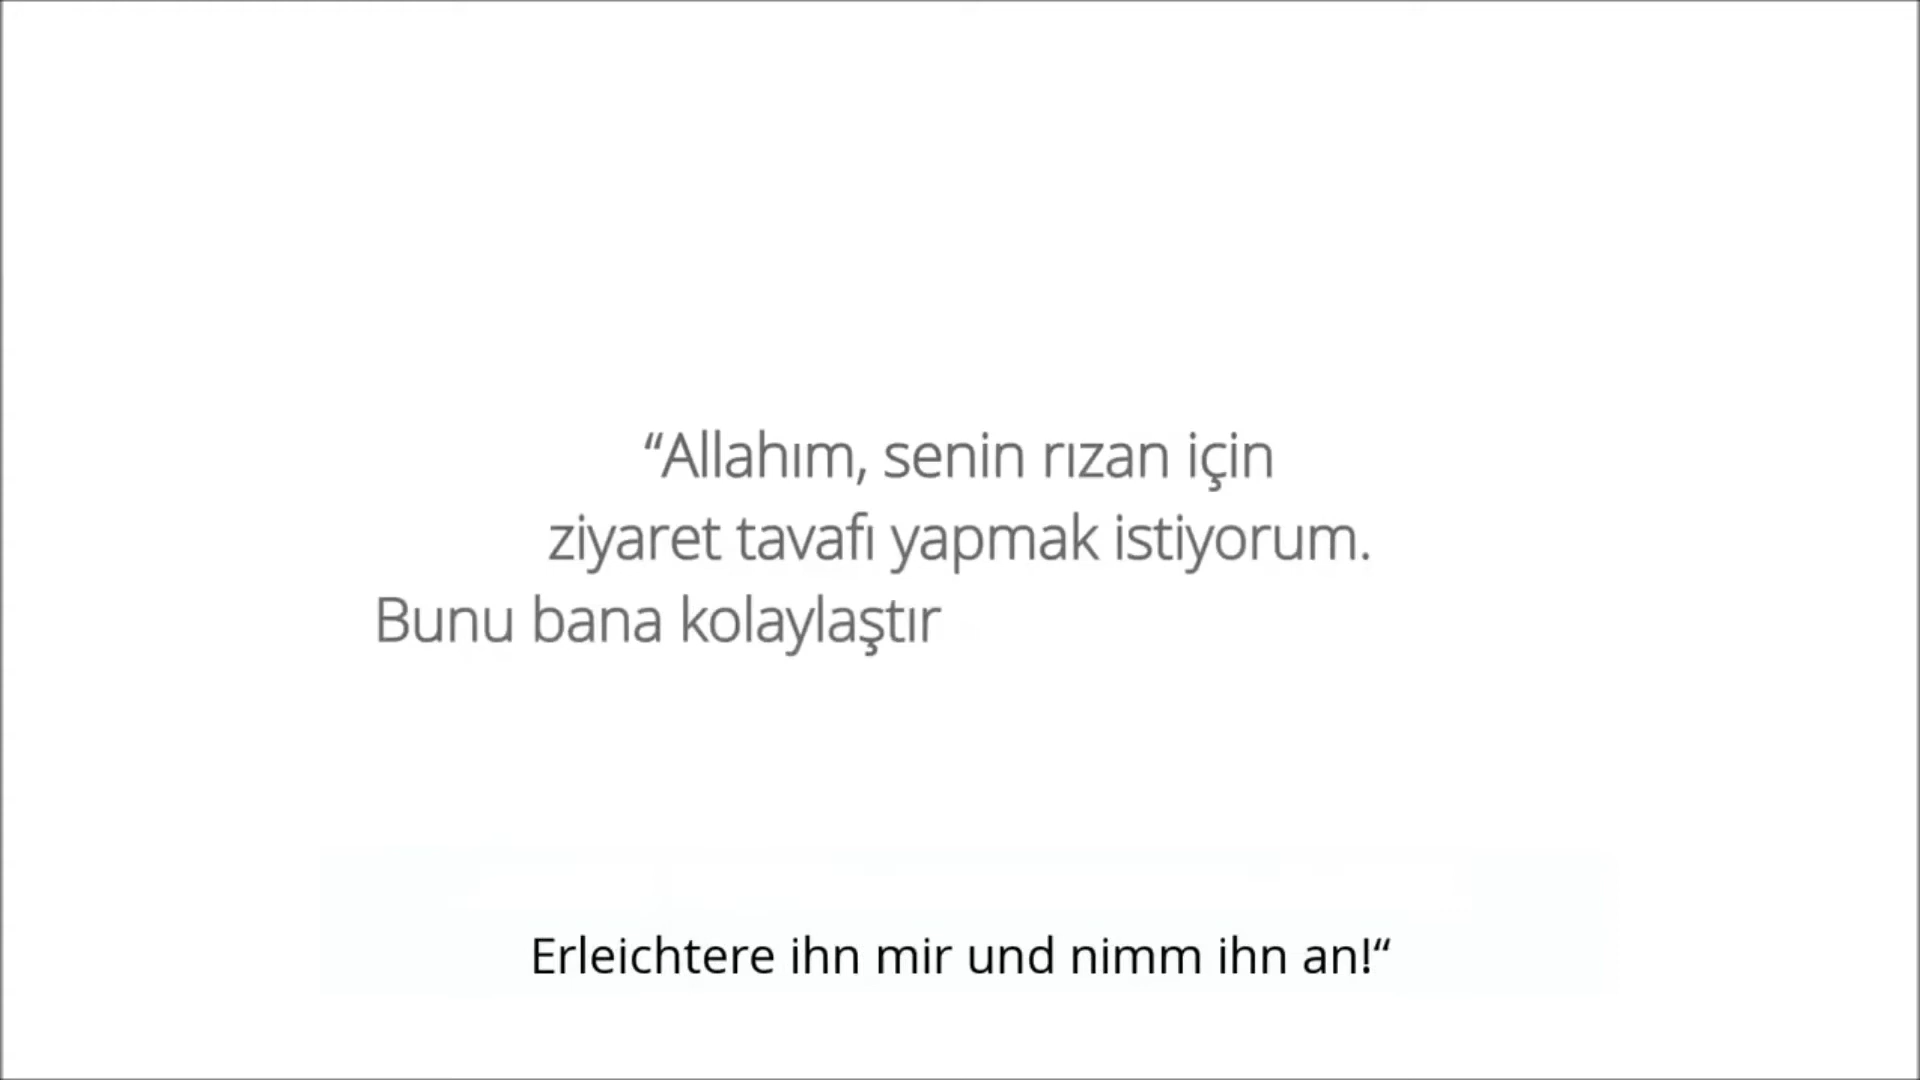 “Allahım, senin rızan için
ziyaret tavafı yapmak istiyorum.
Bunu bana kolaylaştır
Erleichtere ihn mir und nimm ihn an!“